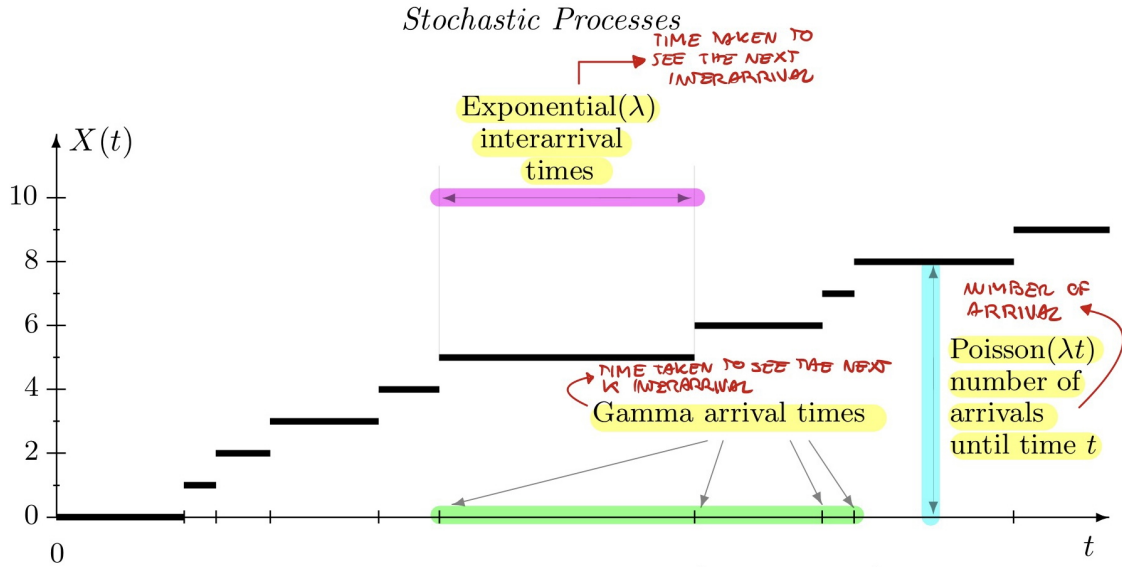 Stochastic Processes
TIME TAKEN TO
SEE THE NEXT
INTERARRIVAL
Exponential(λ)
interarrival
times
X(t)
10
8
6
4
2
0
NUMBER OF
ARRIVAL
Poisson(λt)
number of
arrivals
until time t
TIME TAKEN TO SEE THE NEXT
K INTERARRIVAL
Gamma arrival times
0
t